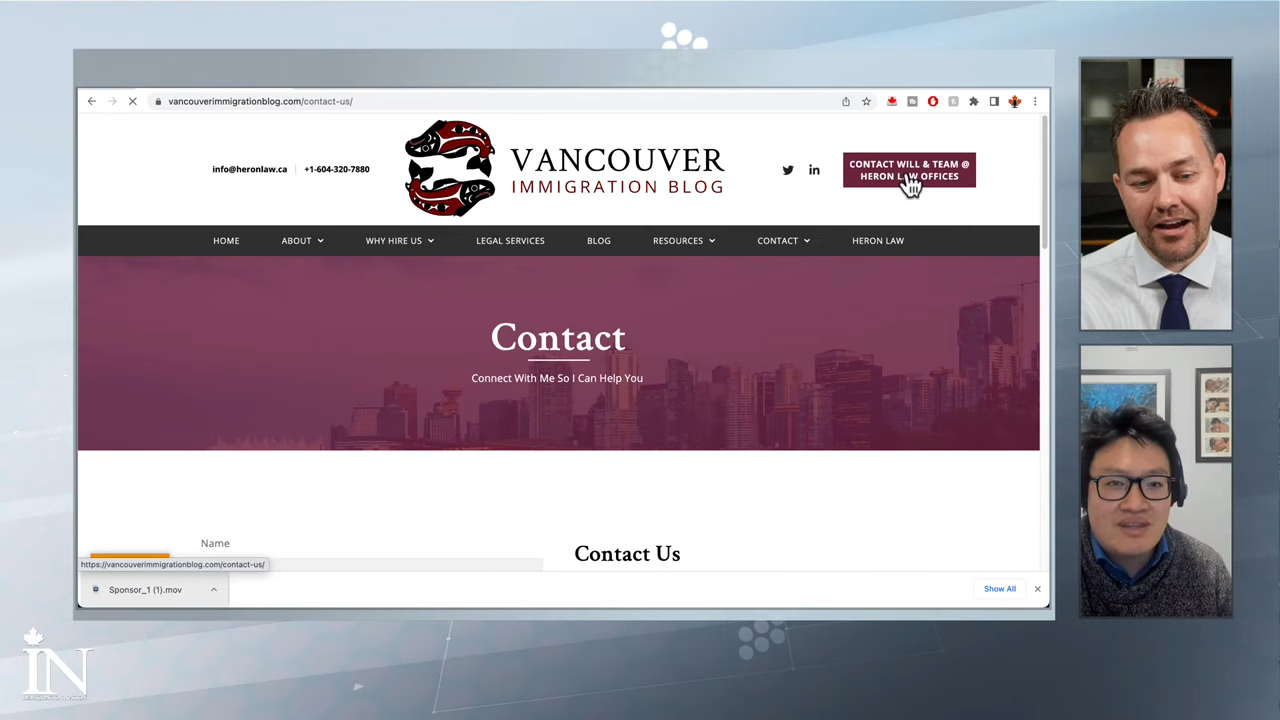 vancouverimmigrationblog.com/contact-us/
info@heronlaw.ca
+1-604-320-7880
VANCOUVER
IMMIGRATION BLOG
CONTACT WILL & TEAM @
HERON LAW OFFICES
HOME
ABOUT
WHY HIRE US
LEGAL SERVICES
BLOG
RESOURCES
CONTACT
HERON LAW
Contact
Connect With Me So I Can Help You
Name
Contact Us
https://vancouverimmigrationblog.com/contact-us/
Sponsor_1 (1).mov
Show All
IN